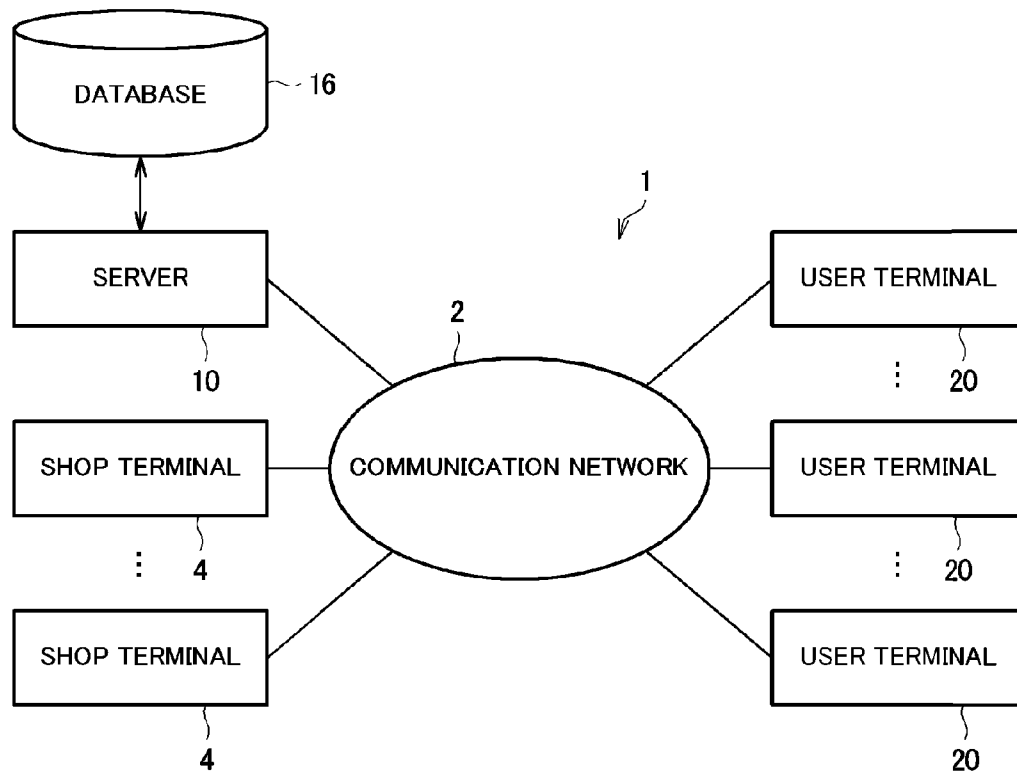 DATABASE
16
1
SERVER
10
USER TERMINAL
20
2
COMMUNICATION NETWORK
SHOP TERMINAL
4
USER TERMINAL
20
SHOP TERMINAL
4
USER TERMINAL
20